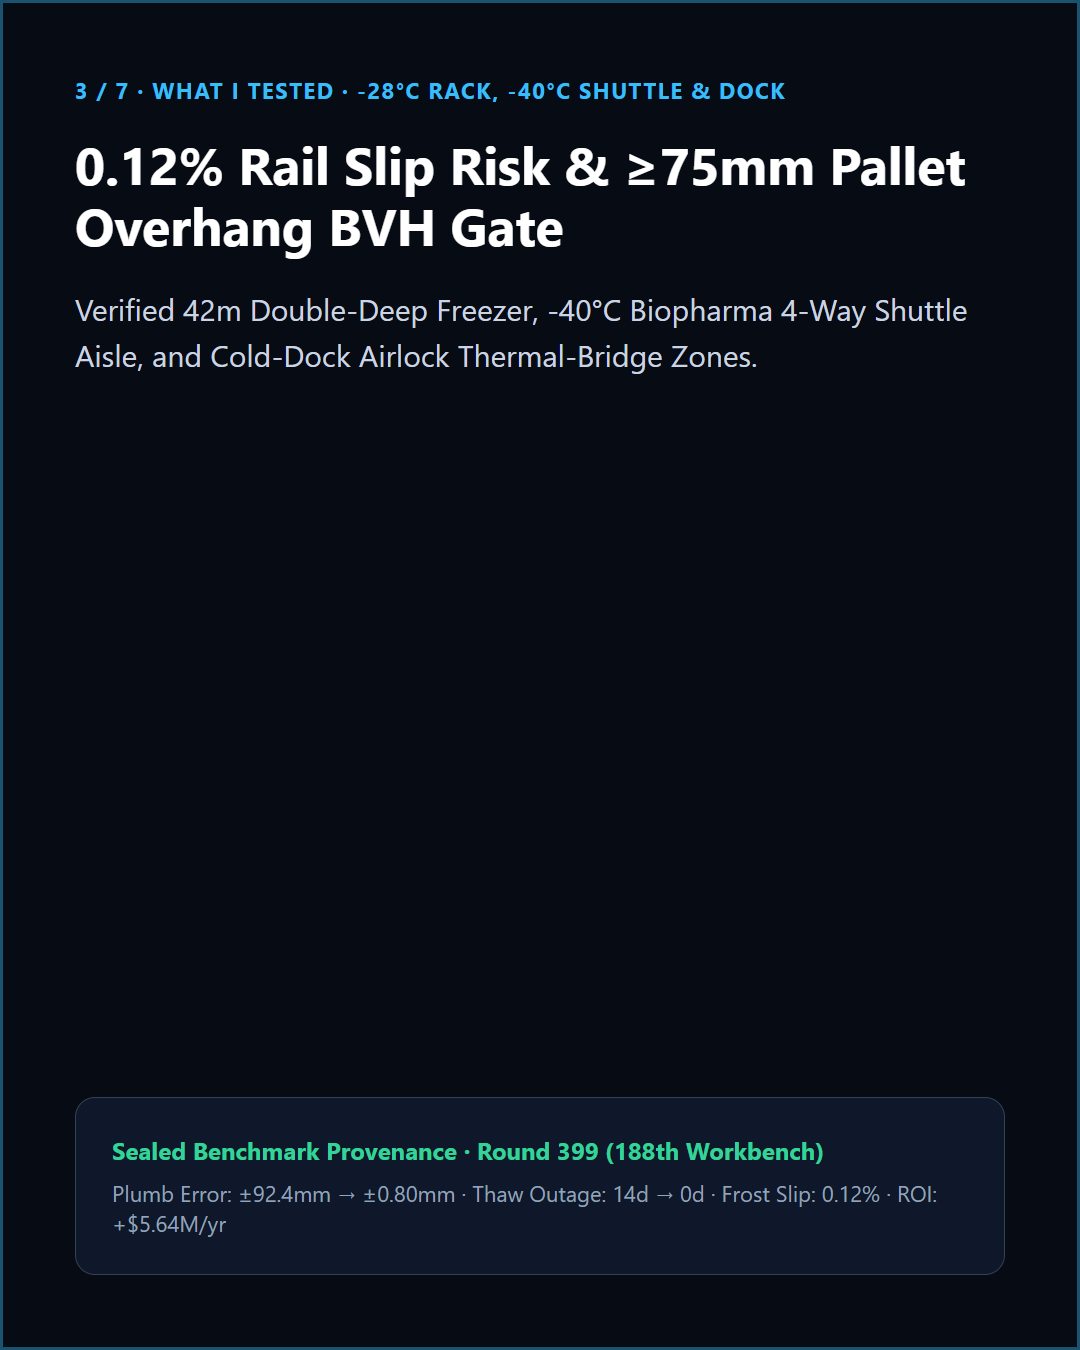 3 / 7 · WHAT I TESTED · -28°C RACK, -40°C SHUTTLE & DOCK
0.12% Rail Slip Risk & ≥75mm Pallet
Overhang BVH Gate
Verified 42m Double-Deep Freezer, -40°C Biopharma 4-Way Shuttle
Aisle, and Cold-Dock Airlock Thermal-Bridge Zones.
Sealed Benchmark Provenance · Round 399 (188th Workbench)
Plumb Error: ±92.4mm → ±0.80mm · Thaw Outage: 14d → 0d · Frost Slip: 0.12% · ROI:
+$5.64M/yr